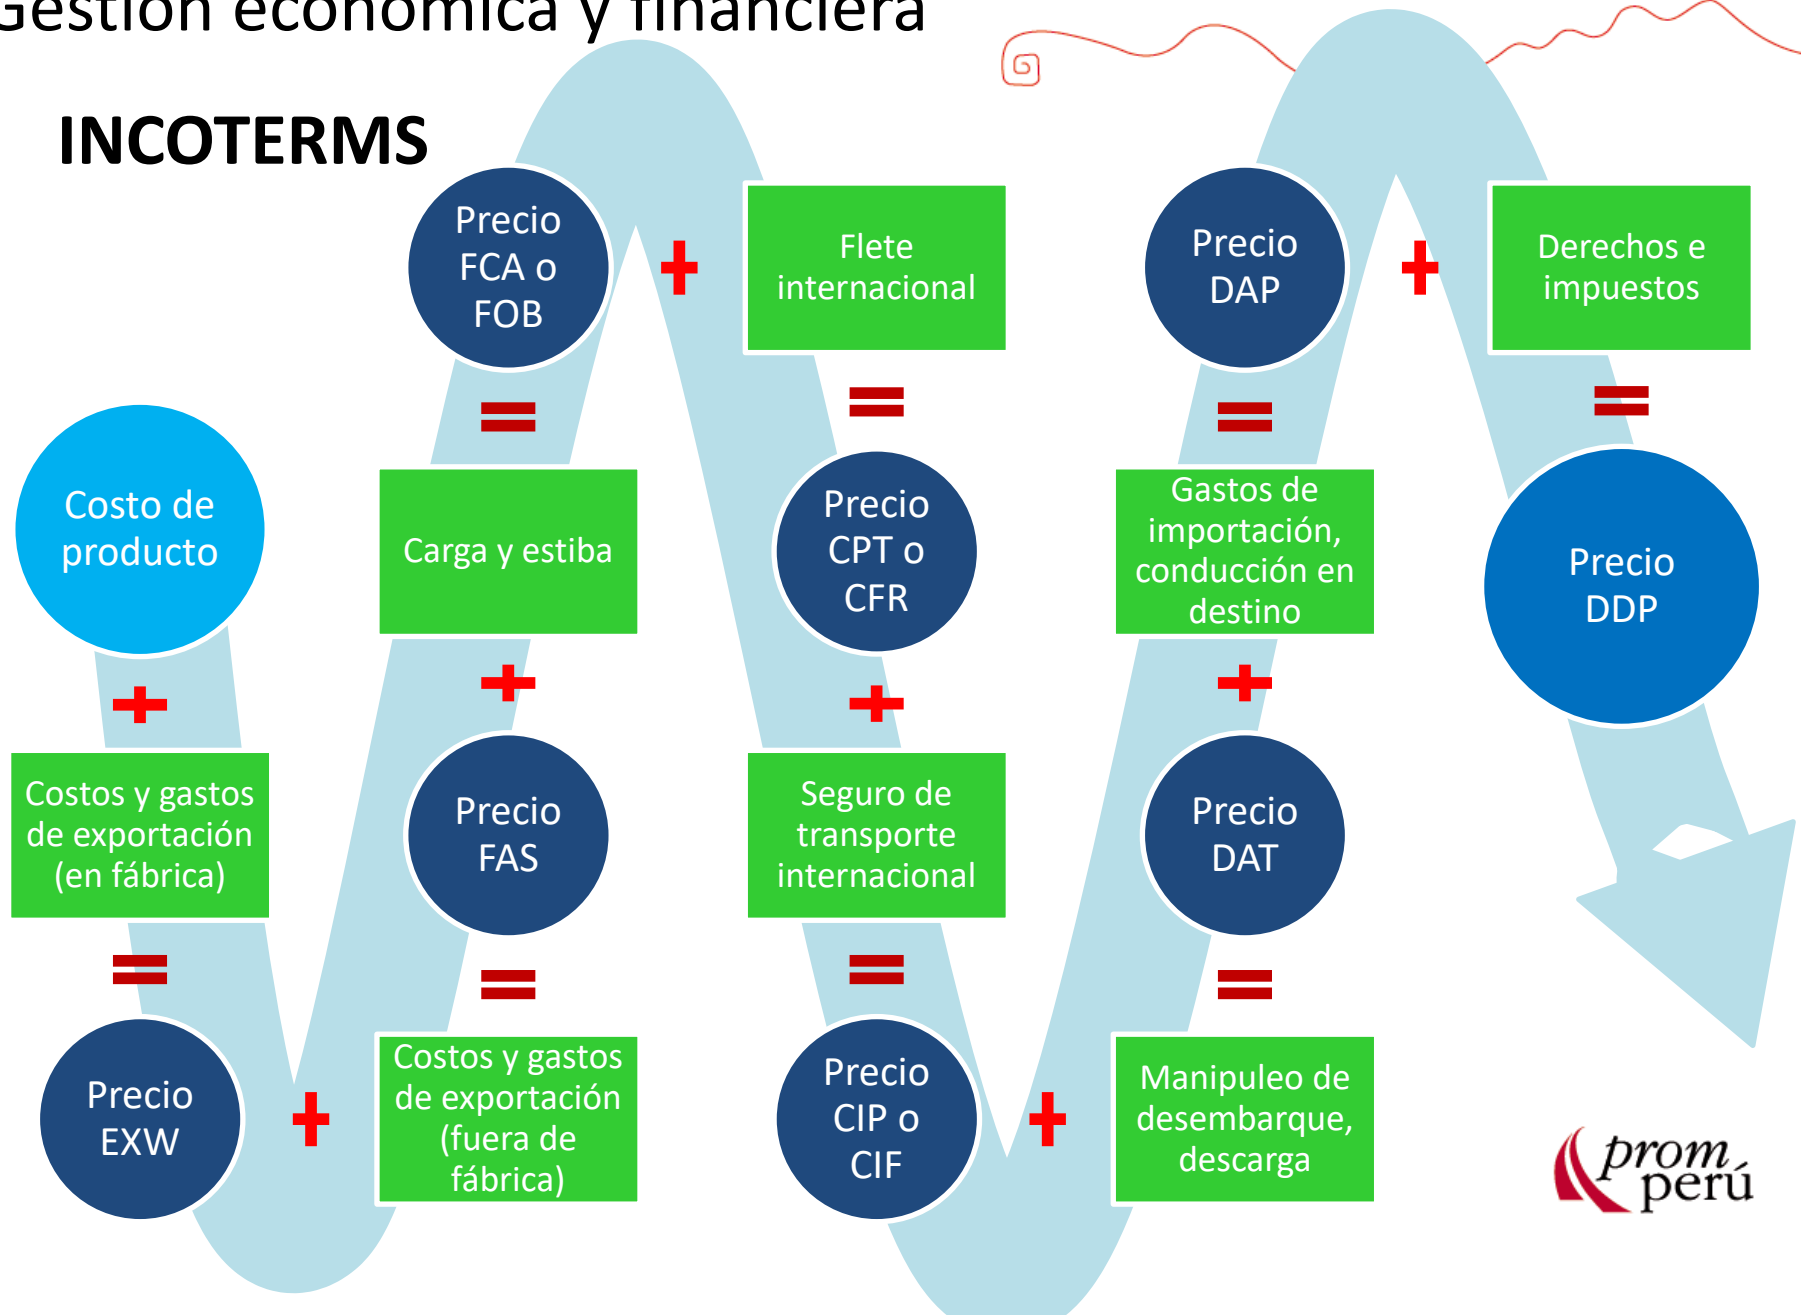 Gestión económica y financiera
INCOTERMS
Costo de
producto
Costos y gastos
de exportación
(en fábrica)
Precio
EXW
Costos y gastos
de exportación
(fuera de
fábrica)
Precio
FAS
Carga y estiba
Precio
FCA o
FOB
Flete
internacional
Precio
CPT o
CFR
Seguro de
transporte
internacional
Precio
CIP o
CIF
Manipuleo de
desembarque,
descarga
Precio
DAT
Gastos de
importación,
conducción en
destino
Precio
DAP
Derechos e
impuestos
Precio
DDP
prom
perú